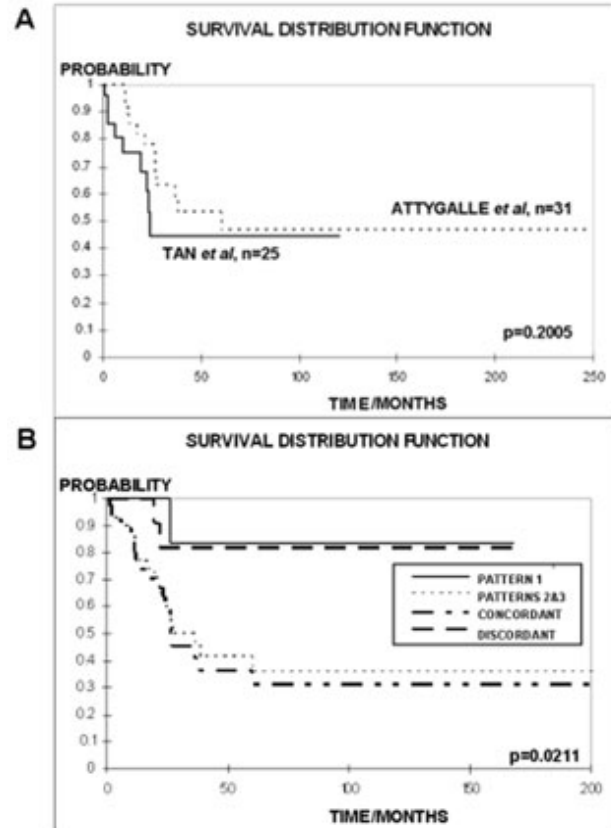 A
SURVIVAL DISTRIBUTION FUNCTION
PROBABILITY
1
0.9
0.8
0.7
0.6
0.5
0.4
0.3
0.2
0.1
0
ATTYGALLE et al, n=31
TAN et al, n=25
p=0.2005
0 50 100 150 200 250
TIME/MONTHS
B
SURVIVAL DISTRIBUTION FUNCTION
PROBABILITY
1
0.9
0.8
0.7
0.6
0.5
0.4
0.3
0.2
0.1
0
PATTERN 1
PATTERNS 2&3
CONCORDANT
DISCORDANT
p=0.0211
0 50 100 150 200
TIME/MONTHS